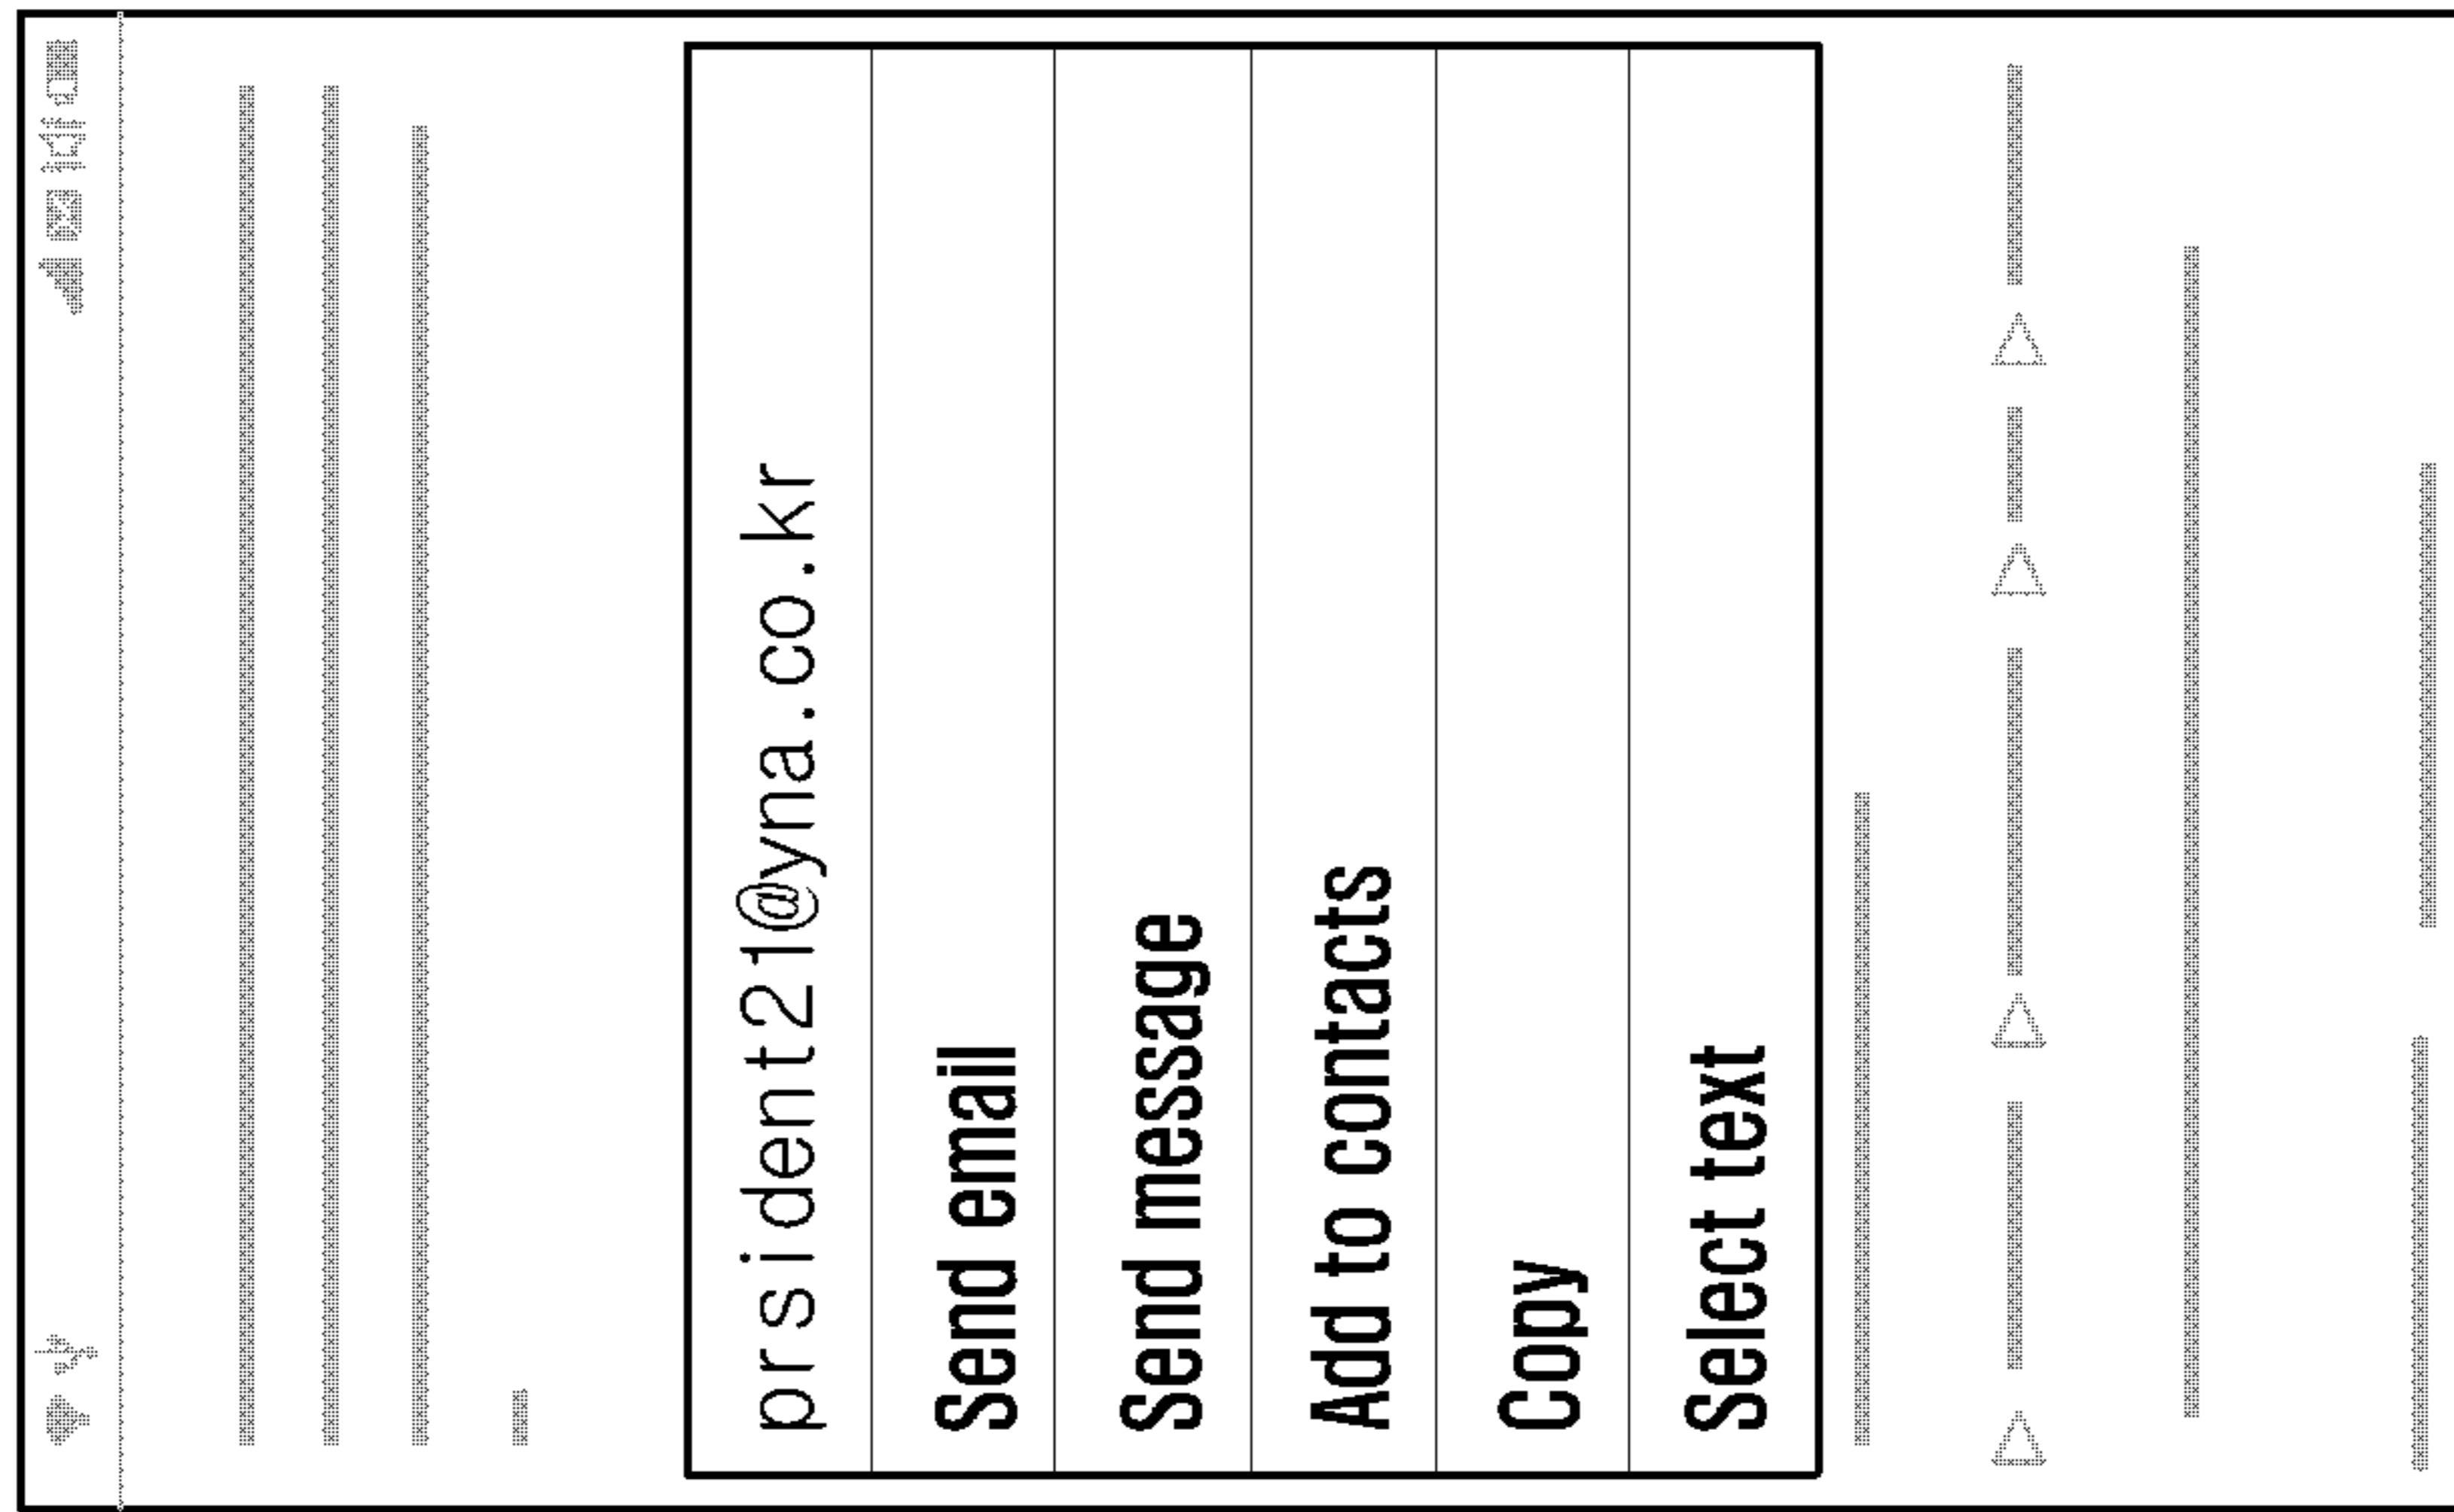 prsident21@yna.co.kr
Send email
Send message
Add to contacts
Copy
Select text